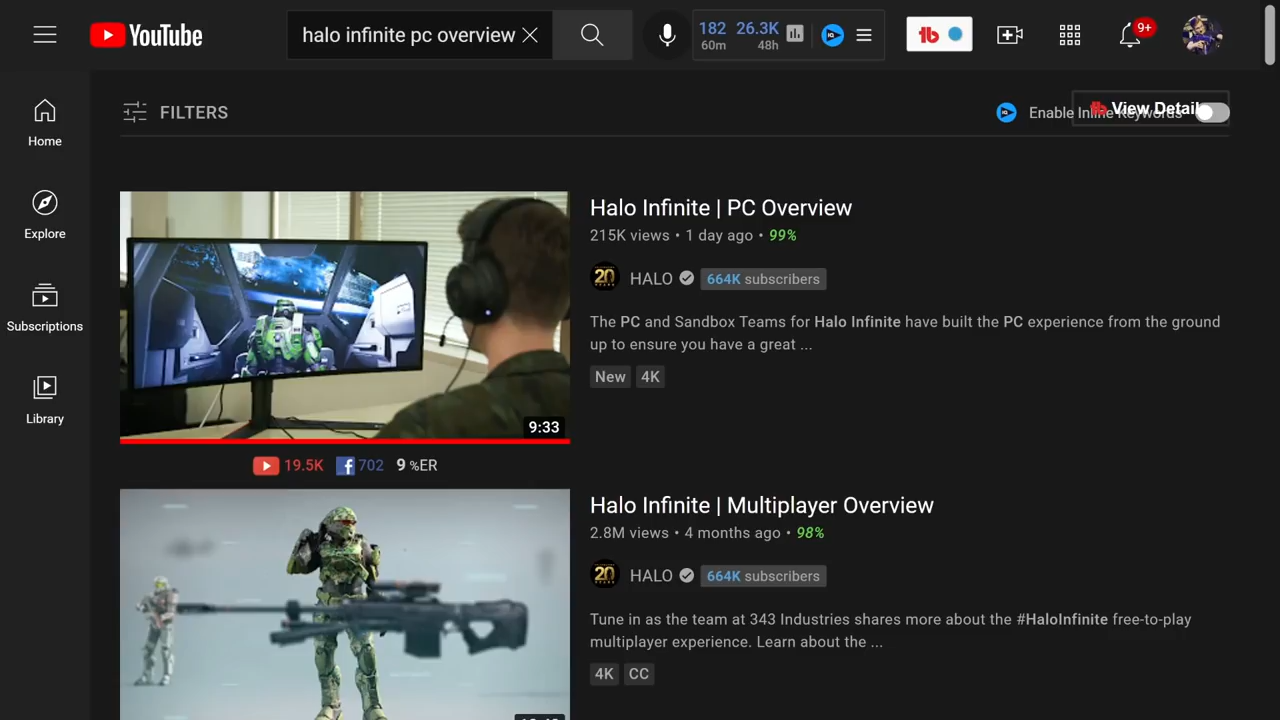 YouTube
halo infinite pc overview
182 26.3K
60m 48h
9+
FILTERS
Enable Inline Keywords
View Detail
Home
Explore
Subscriptions
Library
Halo Infinite | PC Overview
215K views • 1 day ago • 99%
20
HALO 664K subscribers
The PC and Sandbox Teams for Halo Infinite have built the PC experience from the ground
up to ensure you have a great ...
New 4K
9:33
19.5K 702 9 %ER
Halo Infinite | Multiplayer Overview
2.8M views • 4 months ago • 98%
20
HALO 664K subscribers
Tune in as the team at 343 Industries shares more about the #HaloInfinite free-to-play
multiplayer experience. Learn about the ...
4K CC